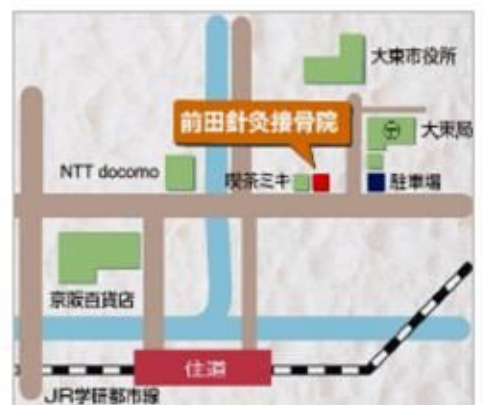 大東市役所
前田針灸接骨院
大東局
NTT docomo
喫茶ミキ
駐車場
京阪百貨店
住道
JR学研都市線